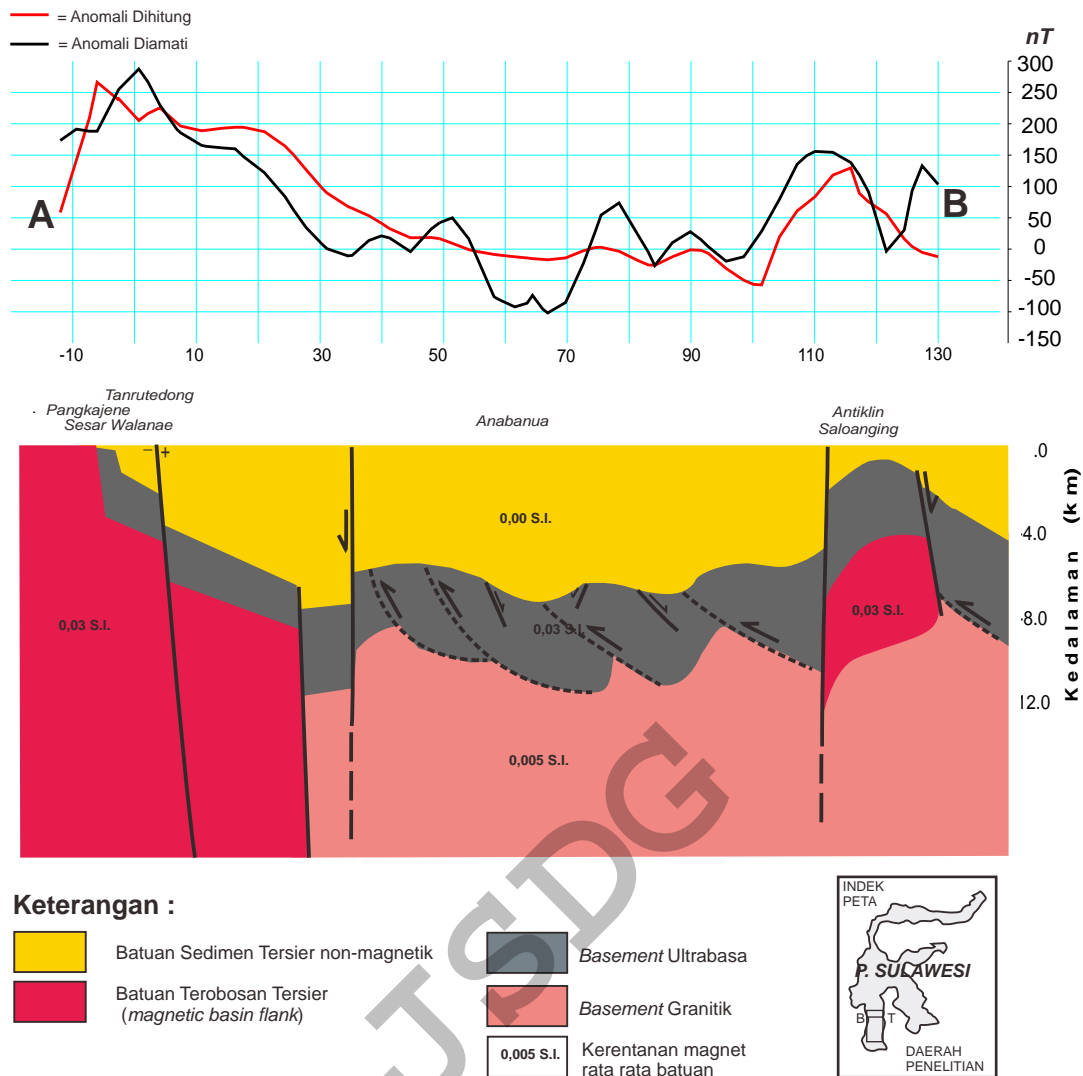 = Anomali Dihitung
= Anomali Diamati
nT
300
250
200
150
100
50
0
-50
-100
-150
A
B
-10 10 30 31 50 70 90 110 130
Tanrutedong
Pangkajene
Sesar Walanae
Anabanua
Antiklin
Saloanging
− +
.0
4.0
8.0
12.0
Kedalaman (km)
0,00 S.I.
0,03 S.I.
0,03 S.I.
0,03 S.I.
0,005 S.I.
JSDG
Keterangan :
Batuan Sedimen Tersier non-magnetik
Batuan Terobosan Tersier
(magnetic basin flank)
Basement Ultrabasa
Basement Granitik
0,005 S.I.
Kerentanan magnet
rata rata batuan
INDEK
PETA
P. SULAWESI
B T
DAERAH
PENELITIAN